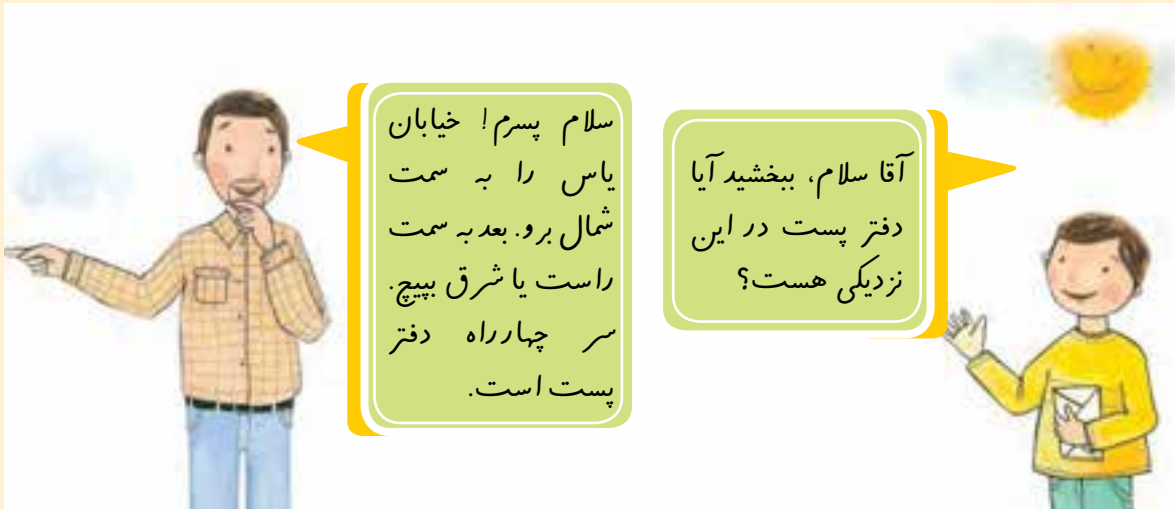 آقا سلام، ببخشید آیا
دفتر پست در این
نزدیکی هست؟
سلام پسرم! خیابان
یاس را به سمت
شمال برو. بعد به سمت
راست یا شرق بپیچ.
سر چهارراه دفتر
پست است.